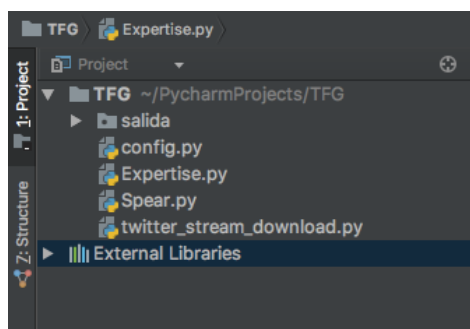 TFG Expertise.py
Project
TFG ~/PycharmProjects/TFG
salida
config.py
Expertise.py
Spear.py
twitter_stream_download.py
External Libraries
1: Project
7: Structure